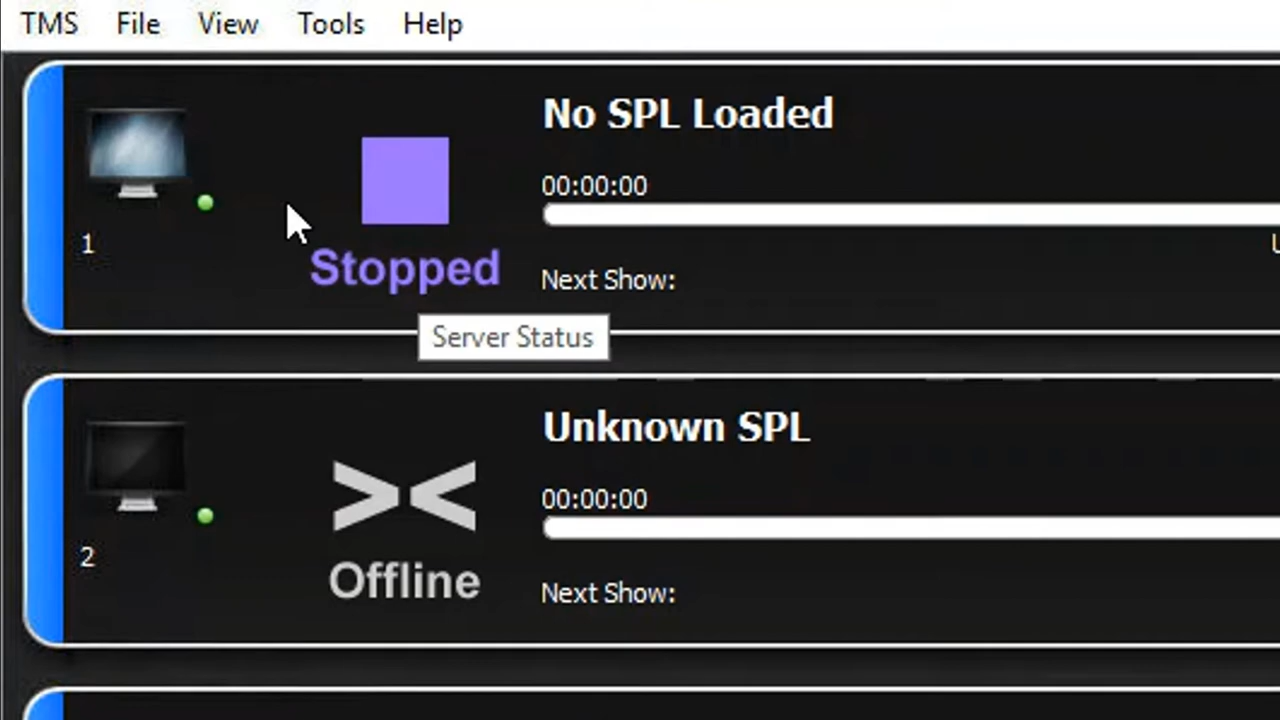 TMS File View Tools Help
No SPL Loaded
00:00:00
1
Stopped
Next Show:
Server Status
Unknown SPL
00:00:00
2
Offline
Next Show: